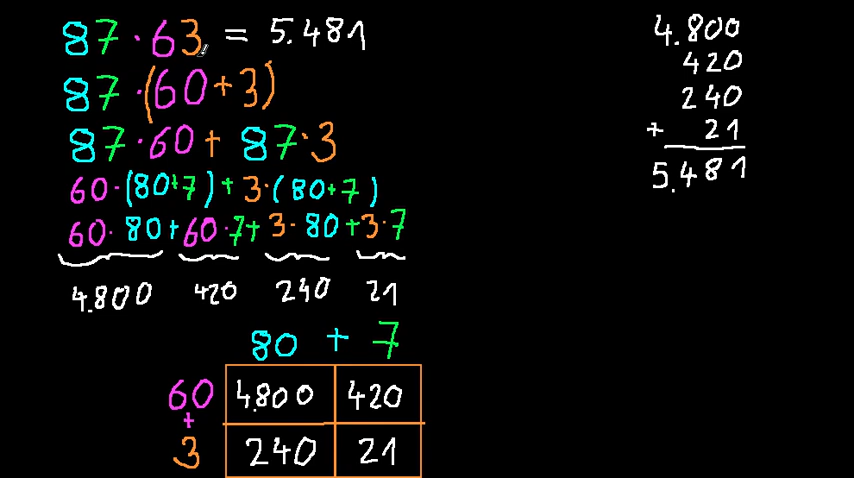 87 · 63 = 5.481
87 · (60 + 3)
87 · 60 + 87 · 3
60 · (80 + 7) + 3 · (80 + 7)
60 · 80 + 60 · 7 + 3 · 80 + 3 · 7
4.800 420 240 21
80 + 7
60 4.800 420
+
3 240 21
4.800
420
240
+ 21
5.481